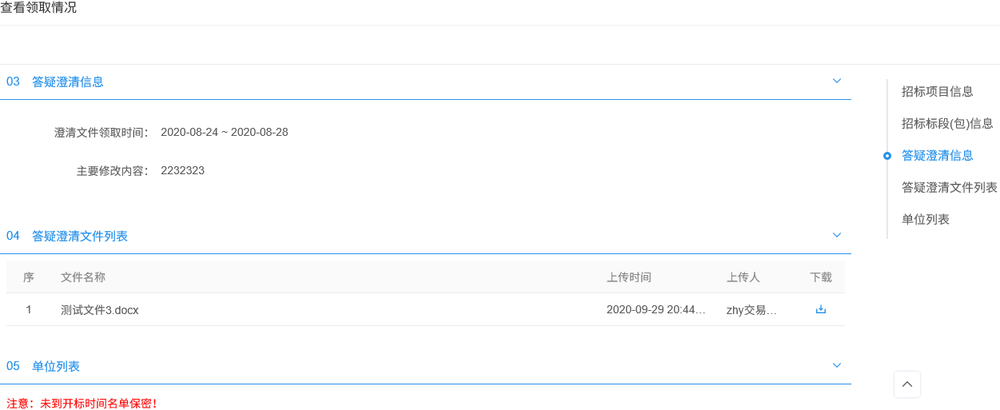 查看领取情况
03 答疑澄清信息
澄清文件领取时间： 2020-08-24 ~ 2020-08-28
主要修改内容： 2232323
04 答疑澄清文件列表
序 文件名称 上传时间 上传人 下载
1 测试文件3.docx 2020-09-29 20:44... zhy交易...
05 单位列表
注意：未到开标时间名单保密！
招标项目信息
招标标段(包)信息
答疑澄清信息
答疑澄清文件列表
单位列表